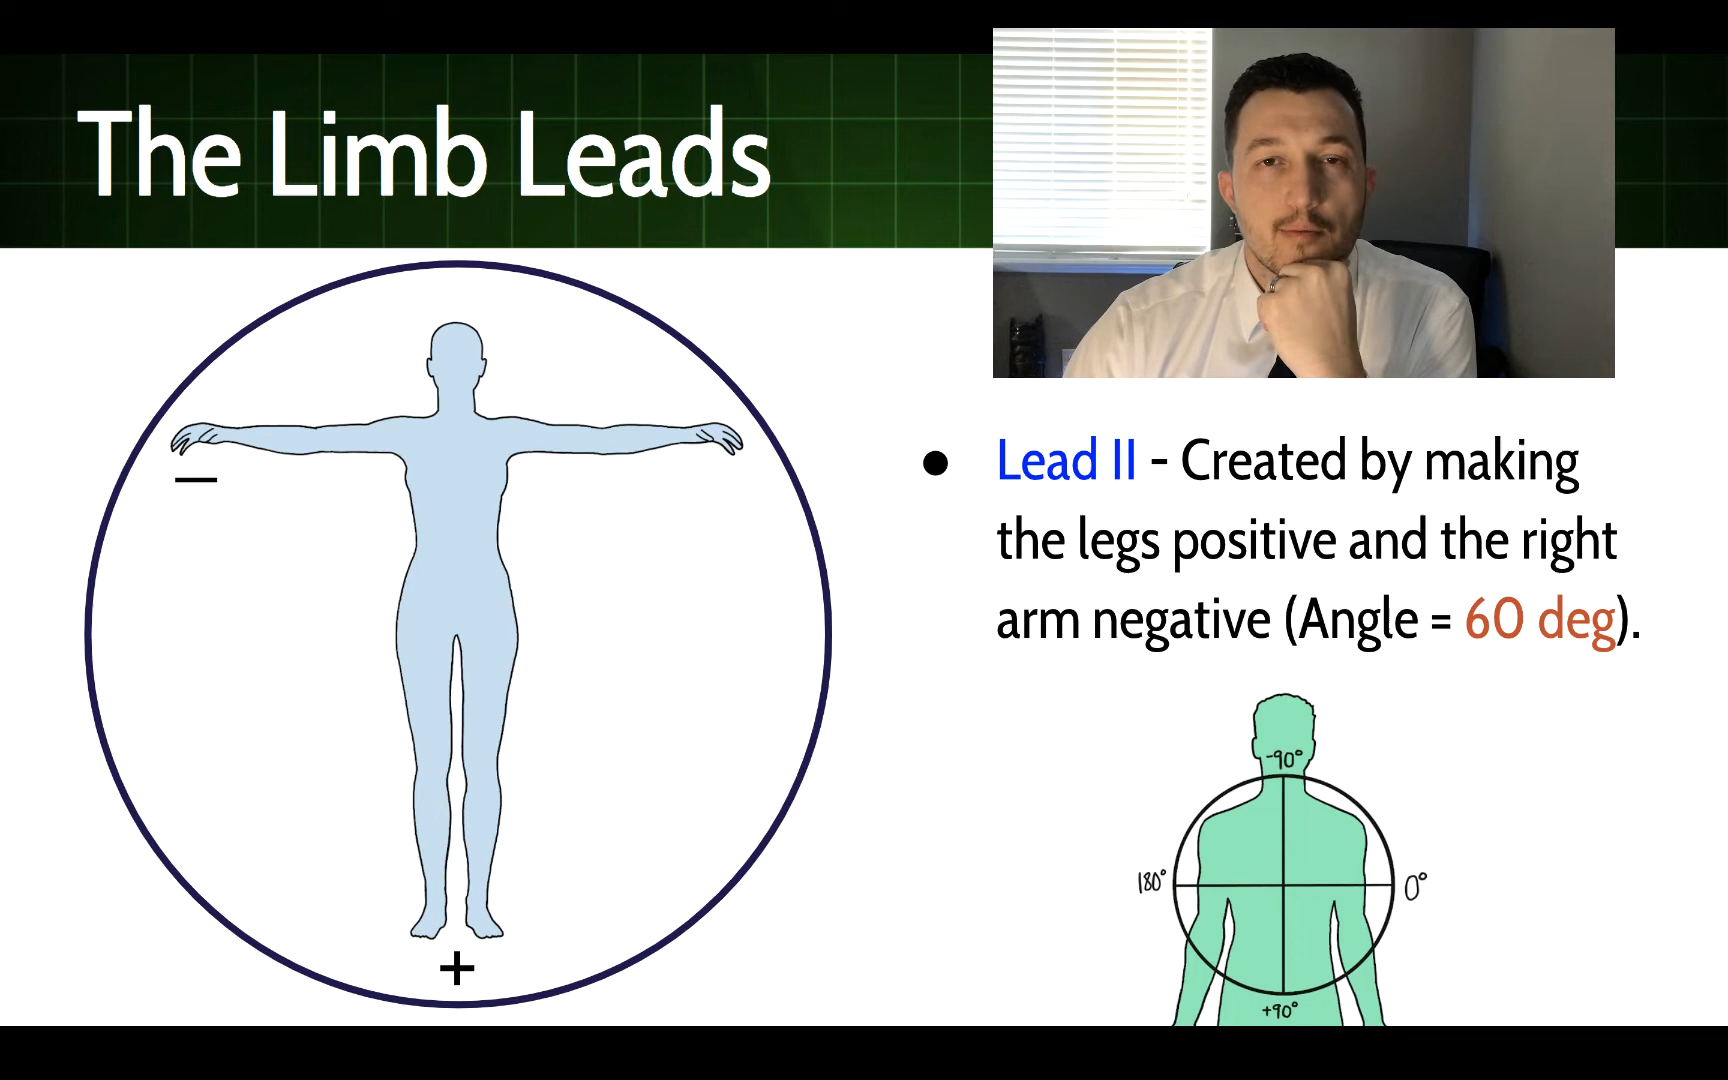 The Limb Leads
● Lead II - Created by making
the legs positive and the right
arm negative (Angle = 60 deg).
—
+
-90°
180°
0°
+90°